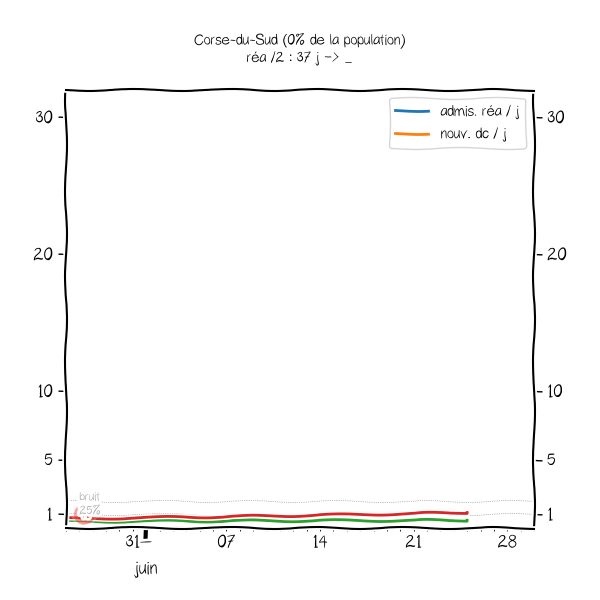 Corse-du-Sud (0% de la population)
réa /2 : 37 j -> _
admis. réa / j
nouv. dc / j
30
30
20
20
10
10
5
5
bruit
25%
1
1
31
07
14
21
28
juin